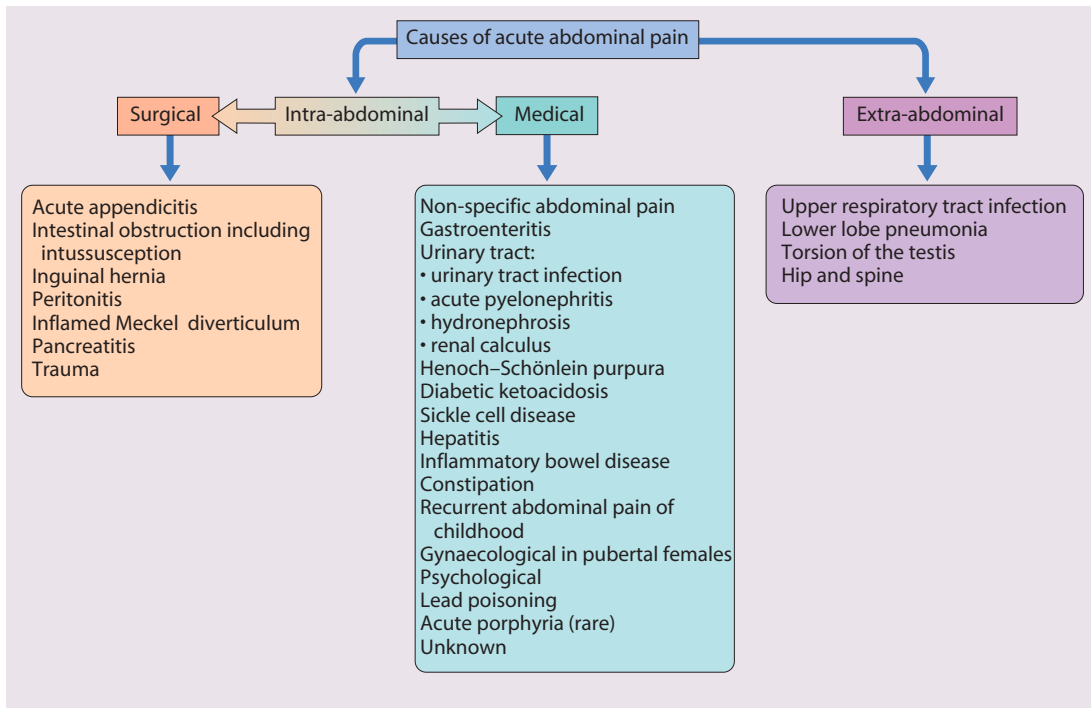 Causes of acute abdominal pain
Surgical
Intra-abdominal
Medical
Extra-abdominal
Acute appendicitis
Intestinal obstruction including
intussusception
Inguinal hernia
Peritonitis
Inflamed Meckel diverticulum
Pancreatitis
Trauma
Non-specific abdominal pain
Gastroenteritis
Urinary tract:
• urinary tract infection
• acute pyelonephritis
• hydronephrosis
• renal calculus
Henoch–Schönlein purpura
Diabetic ketoacidosis
Sickle cell disease
Hepatitis
Inflammatory bowel disease
Constipation
Recurrent abdominal pain of
childhood
Gynaecological in pubertal females
Psychological
Lead poisoning
Acute porphyria (rare)
Unknown
Upper respiratory tract infection
Lower lobe pneumonia
Torsion of the testis
Hip and spine